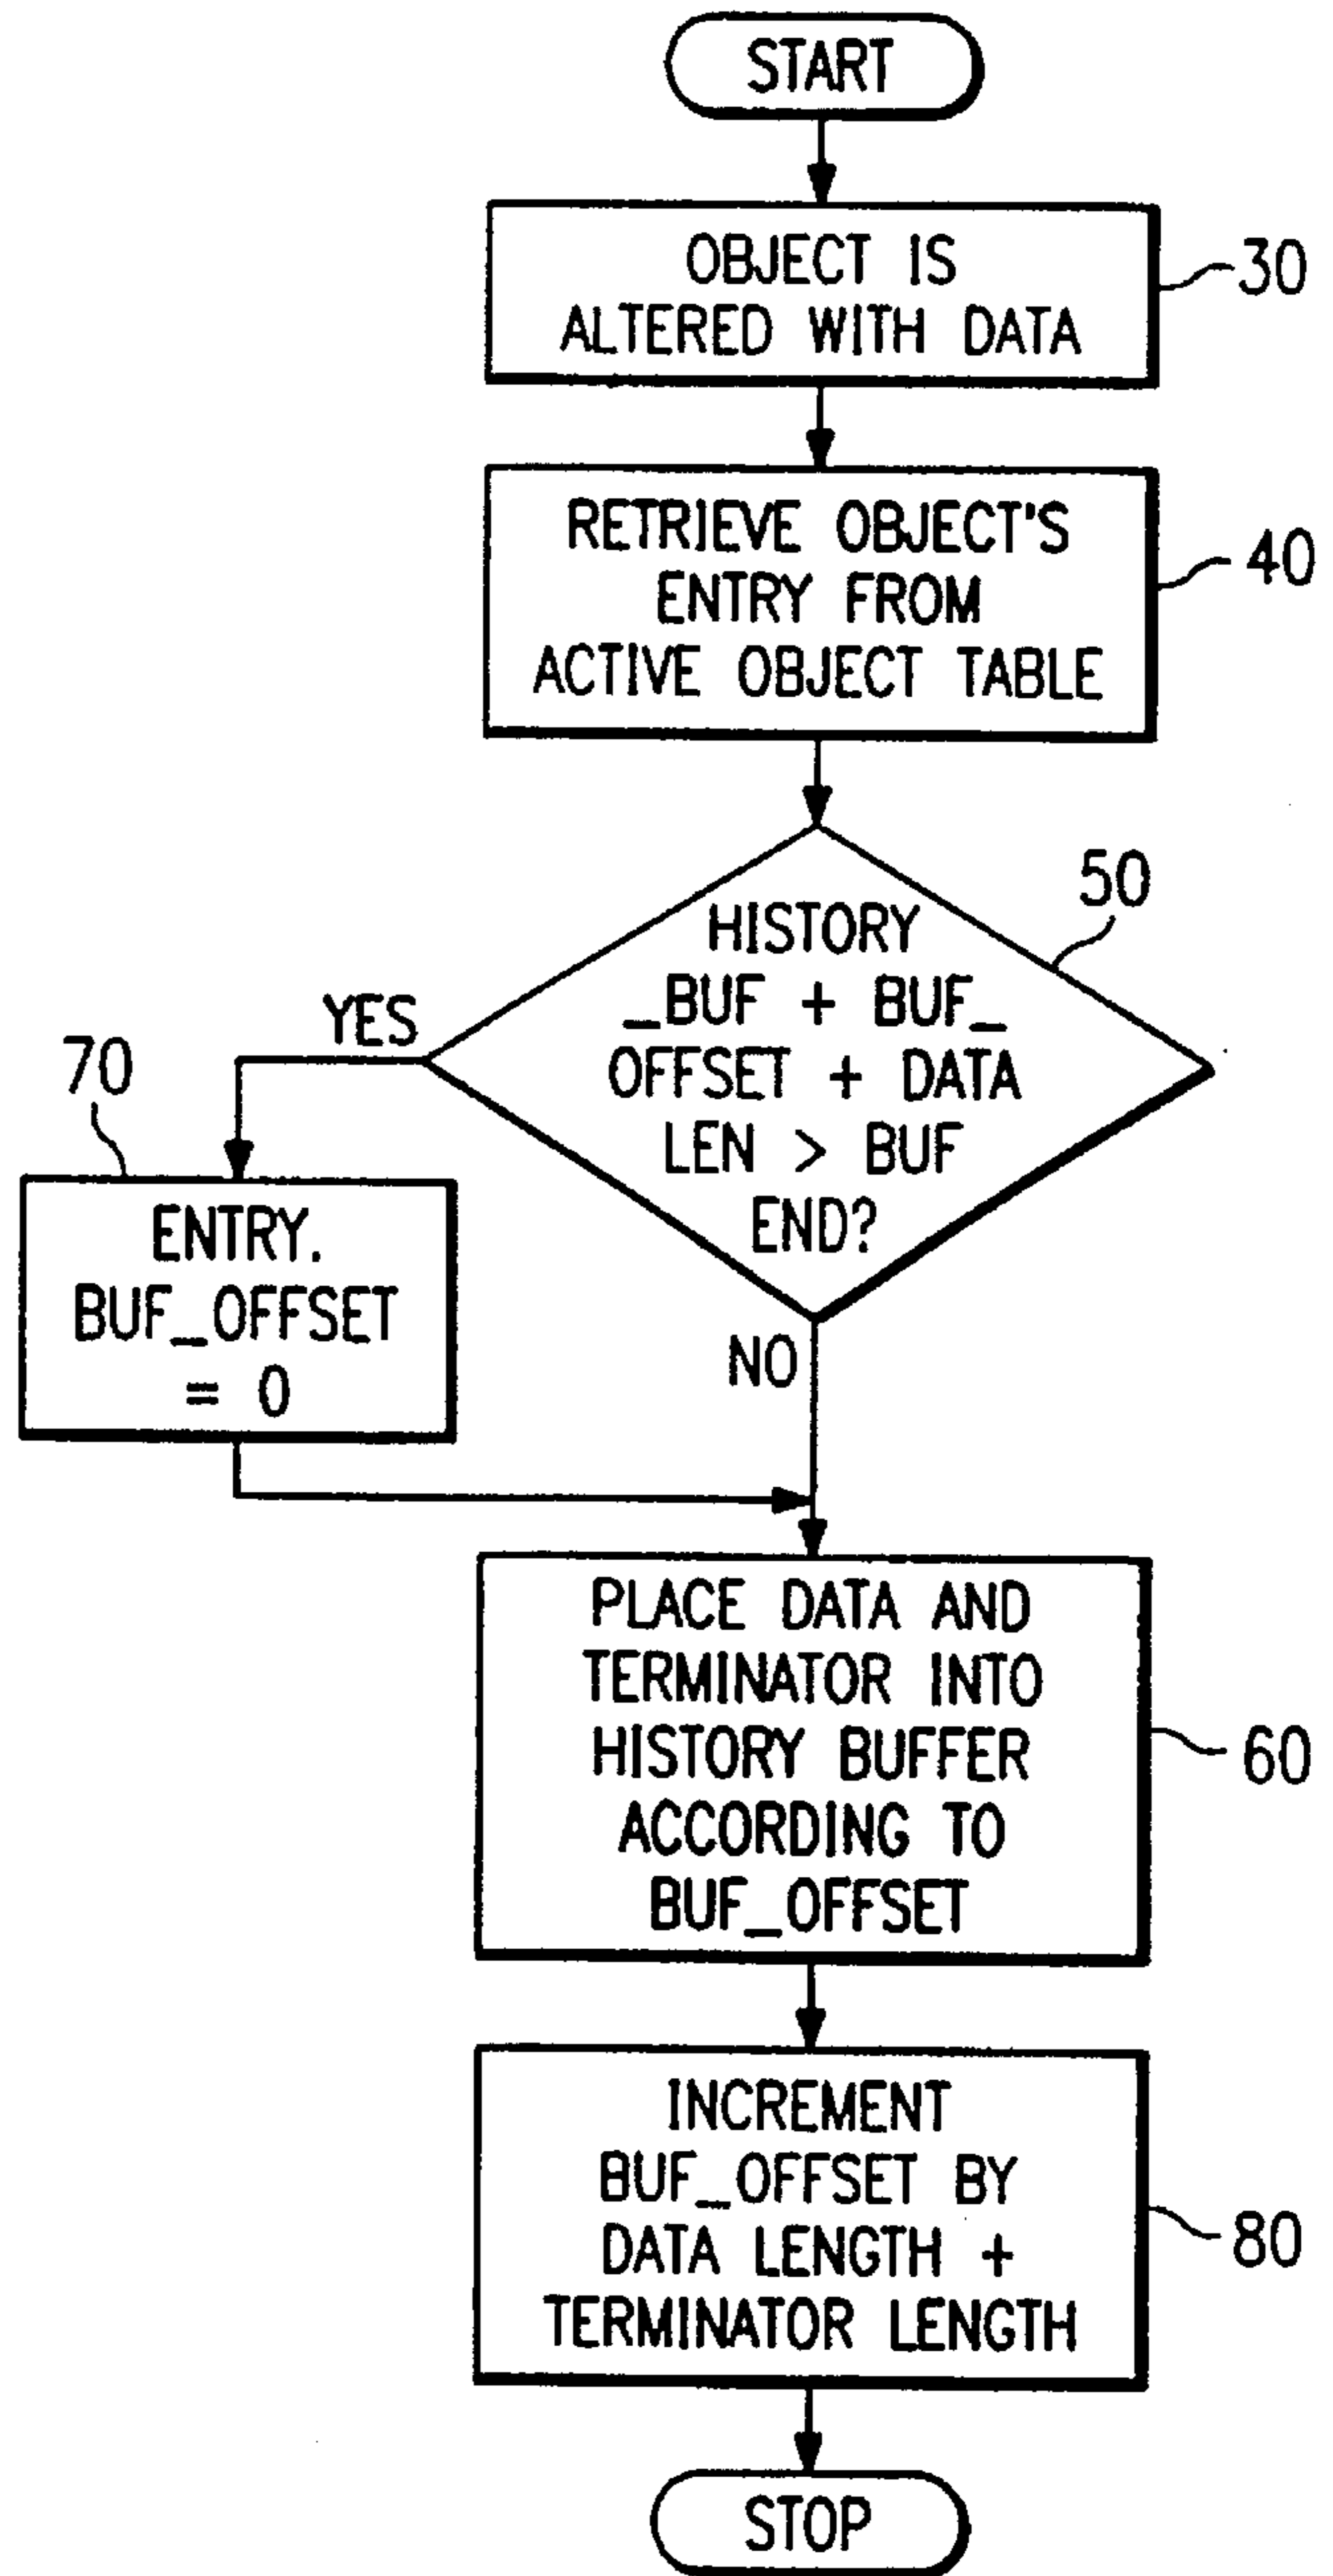 START
OBJECT IS
ALTERED WITH DATA
30
RETRIEVE OBJECT'S
ENTRY FROM
ACTIVE OBJECT TABLE
40
HISTORY
_BUF + BUF_
OFFSET + DATA
LEN > BUF
END?
50
YES
70
ENTRY.
BUF_OFFSET
= 0
NO
PLACE DATA AND
TERMINATOR INTO
HISTORY BUFFER
ACCORDING TO
BUF_OFFSET
60
INCREMENT
BUF_OFFSET BY
DATA LENGTH +
TERMINATOR LENGTH
80
STOP